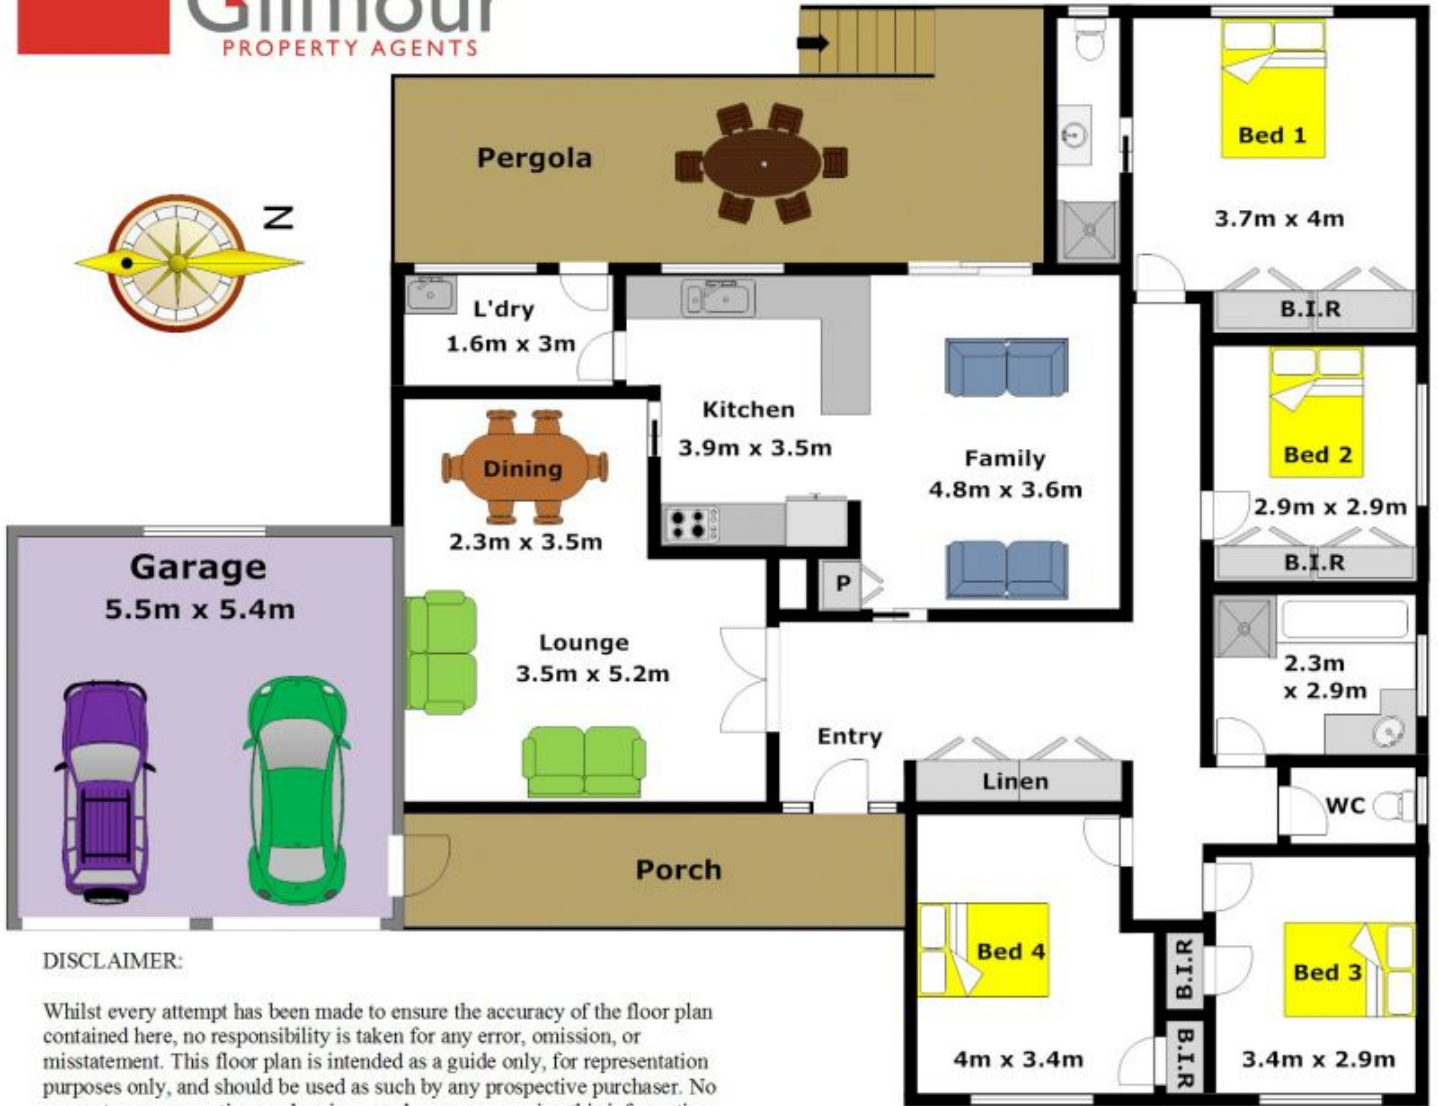 Gilmour
PROPERTY AGENTS
N
Pergola
Bed 1
3.7m x 4m
B.I.R
L'dry
1.6m x 3m
Kitchen
3.9m x 3.5m
Family
4.8m x 3.6m
Bed 2
2.9m x 2.9m
B.I.R
Dining
2.3m x 3.5m
Garage
5.5m x 5.4m
P
Lounge
3.5m x 5.2m
2.3m
x 2.9m
Entry
Linen
WC
Porch
Bed 4
4m x 3.4m
B.I.R
B.I.R
Bed 3
3.4m x 2.9m
DISCLAIMER:
Whilst every attempt has been made to ensure the accuracy of the floor plan
contained here, no responsibility is taken for any error, omission, or
misstatement. This floor plan is intended as a guide only, for representation
purposes only, and should be used as such by any prospective purchaser. No